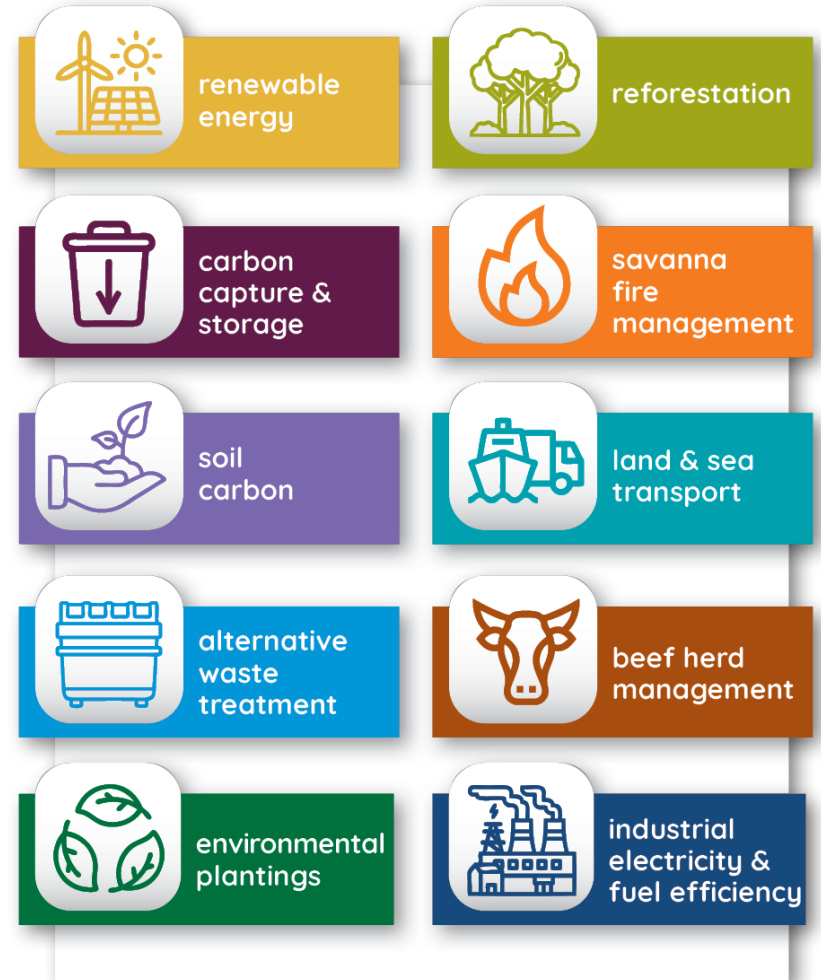 renewable
energy
reforestation
carbon
capture &
storage
savanna
fire
management
soil
carbon
land & sea
transport
alternative
waste
treatment
beef herd
management
environmental
plantings
industrial
electricity &
fuel efficiency